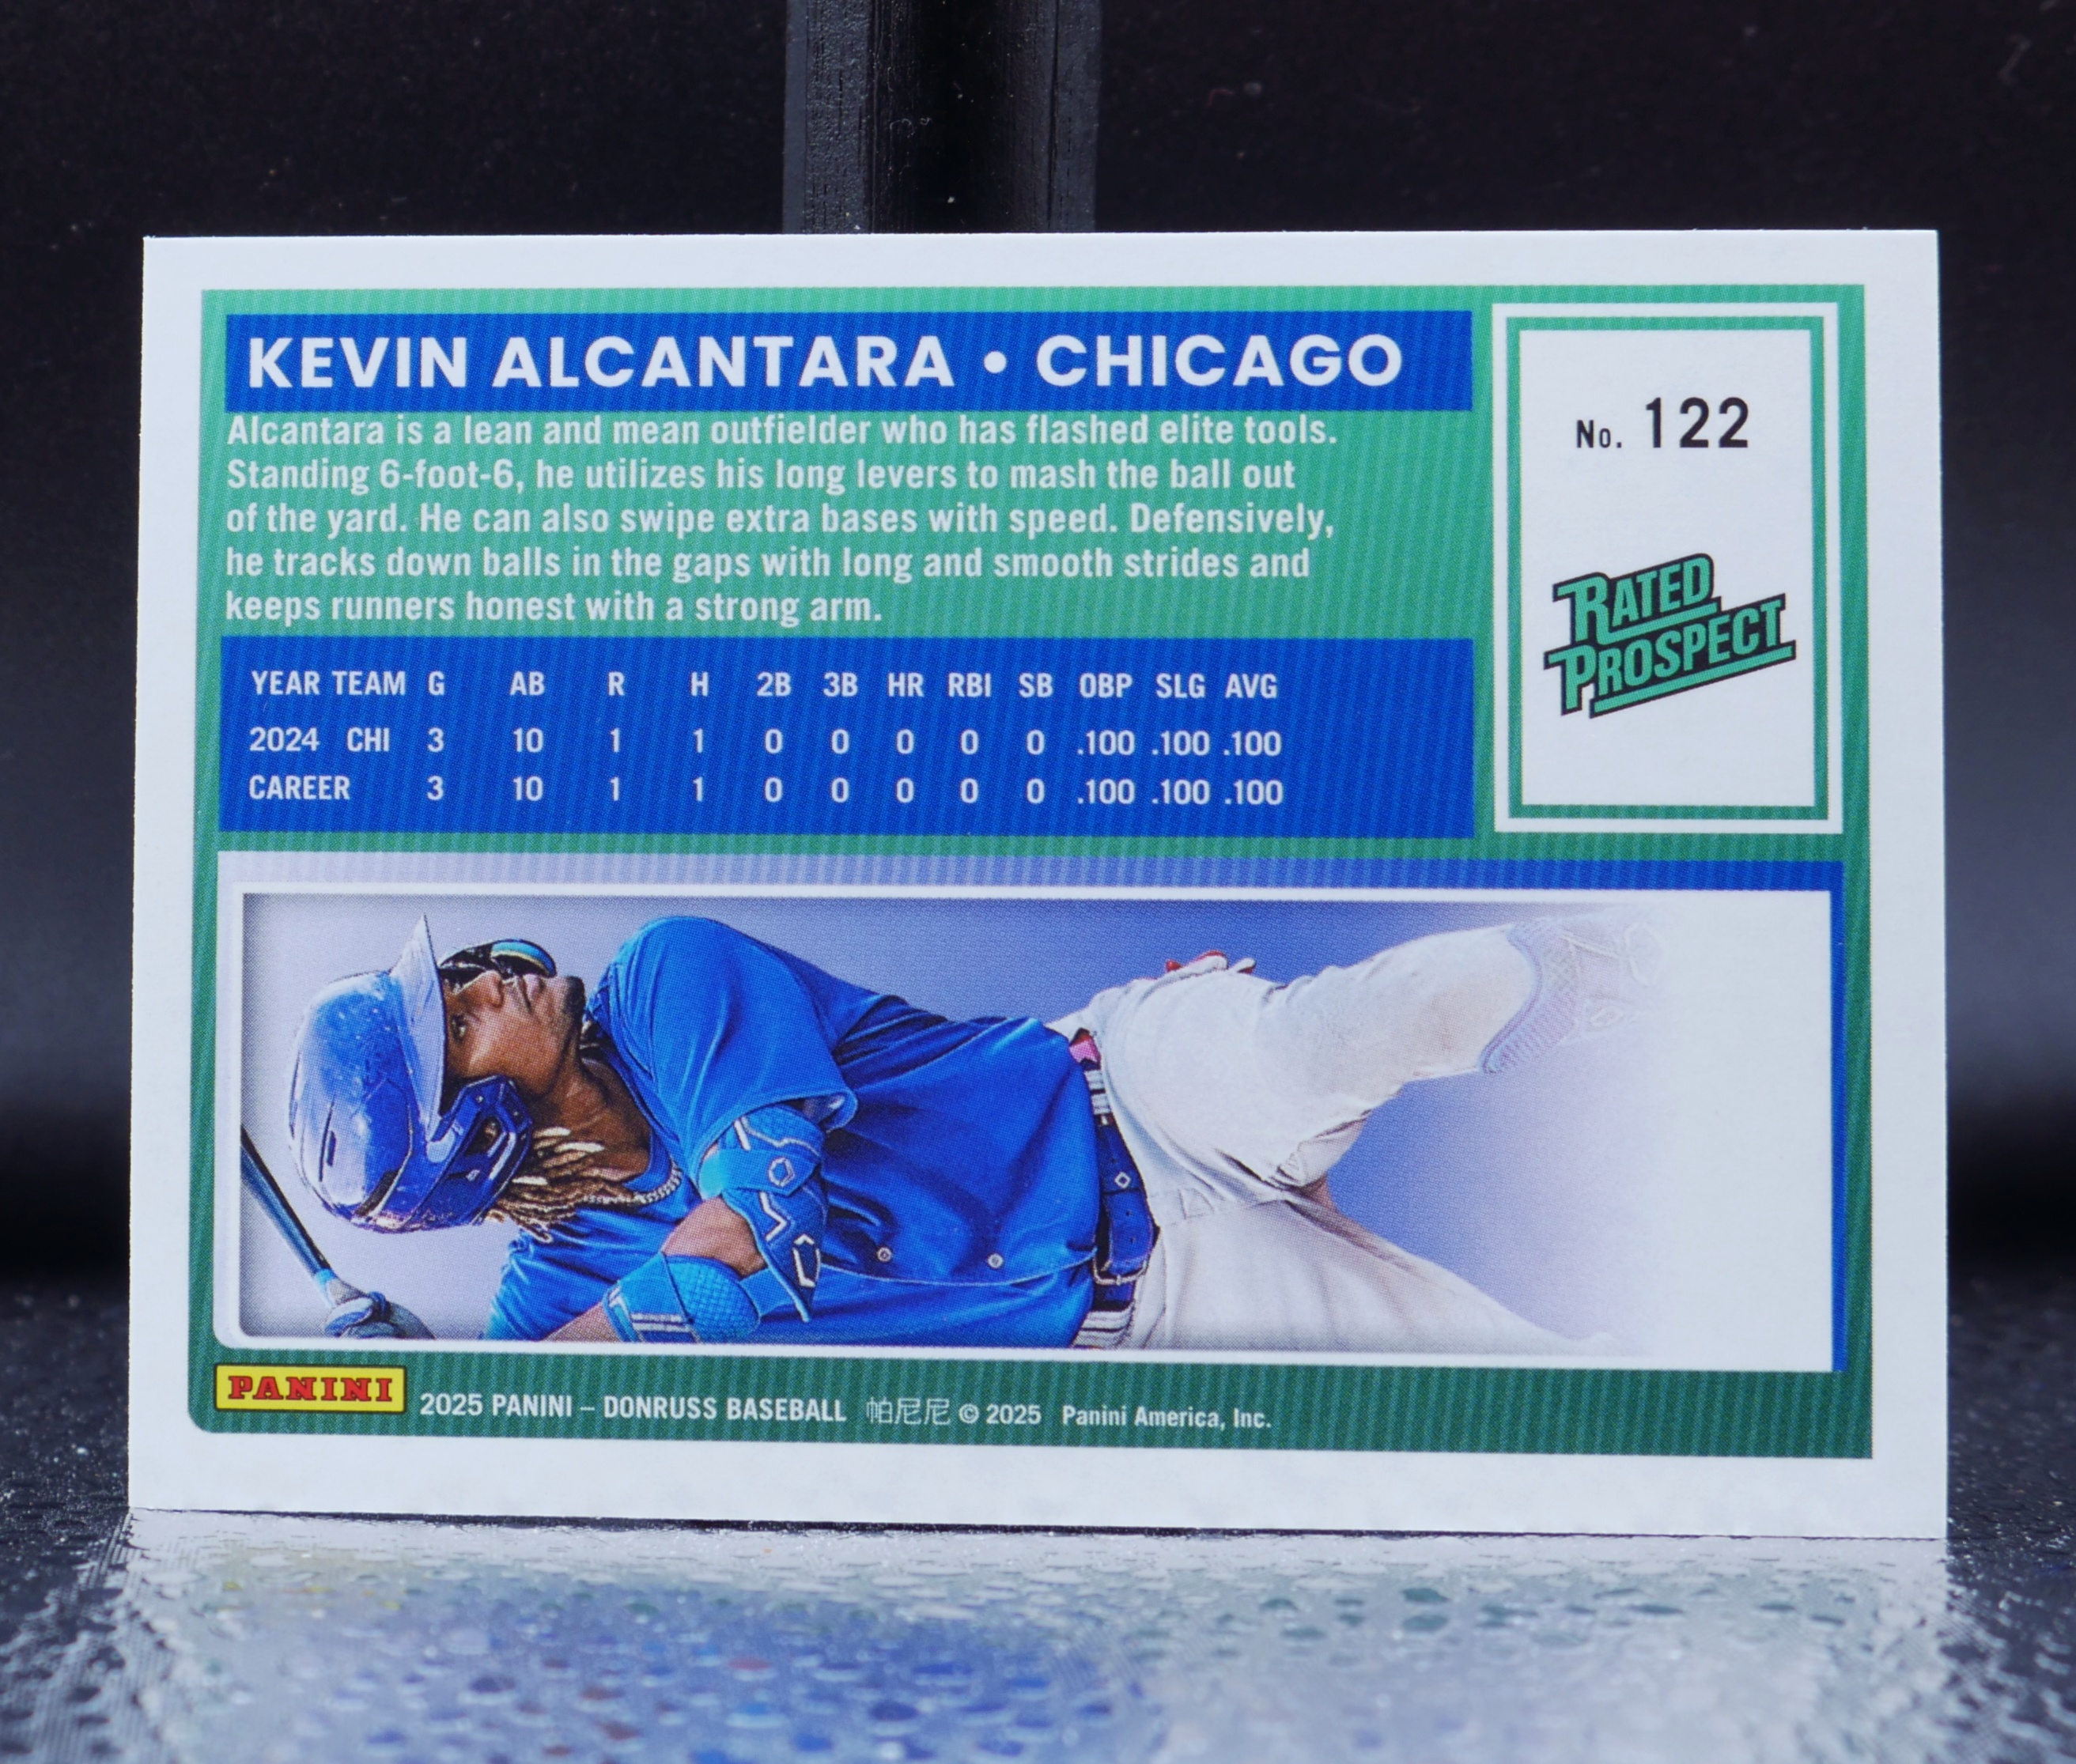 KEVIN ALCANTARA • CHICAGO
Alcantara is a lean and mean outfielder who has flashed elite tools.
Standing 6-foot-6, he utilizes his long levers to mash the ball out
of the yard. He can also swipe extra bases with speed. Defensively,
he tracks down balls in the gaps with long and smooth strides and
keeps runners honest with a strong arm.
No. 122
RATED
PROSPECT
YEAR TEAM G AB R H 2B 3B HR RBI SB OBP SLG AVG
2024 CHI 3 10 1 1 0 0 0 0 0 .100 .100 .100
CAREER 3 10 1 1 0 0 0 0 0 .100 .100 .100
PANINI 2025 PANINI – DONRUSS BASEBALL 帕尼尼 © 2025 Panini America, Inc.